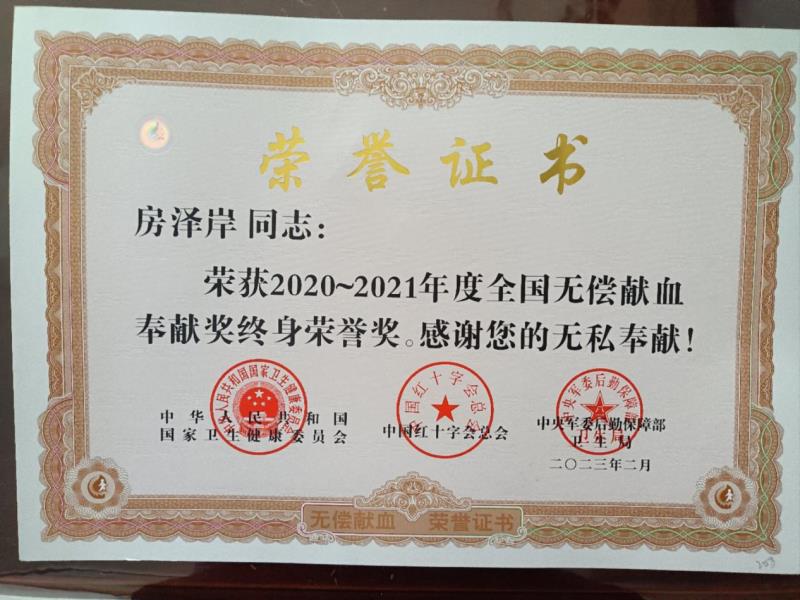 荣誉证书
房泽岸 同志：
荣获2020~2021年度全国无偿献血
奉献奖终身荣誉奖。感谢您的无私奉献！
中华人民共和国
国家卫生健康委员会
中国红十字会总会
中央军委后勤保障部
卫生局
二〇二三年二月
无偿献血 荣誉证书